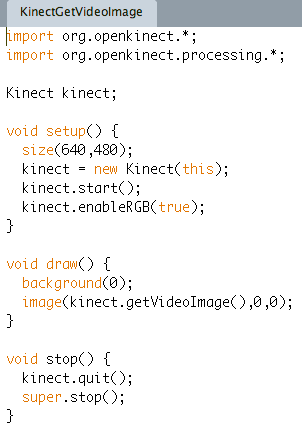 KinectGetVideoImage
import org.openkinect.*;
import org.openkinect.processing.*;

Kinect kinect;

void setup() {
  size(640,480);
  kinect = new Kinect(this);
  kinect.start();
  kinect.enableRGB(true);
}

void draw() {
  background(0);
  image(kinect.getVideoImage(),0,0);
}

void stop() {
  kinect.quit();
  super.stop();
}